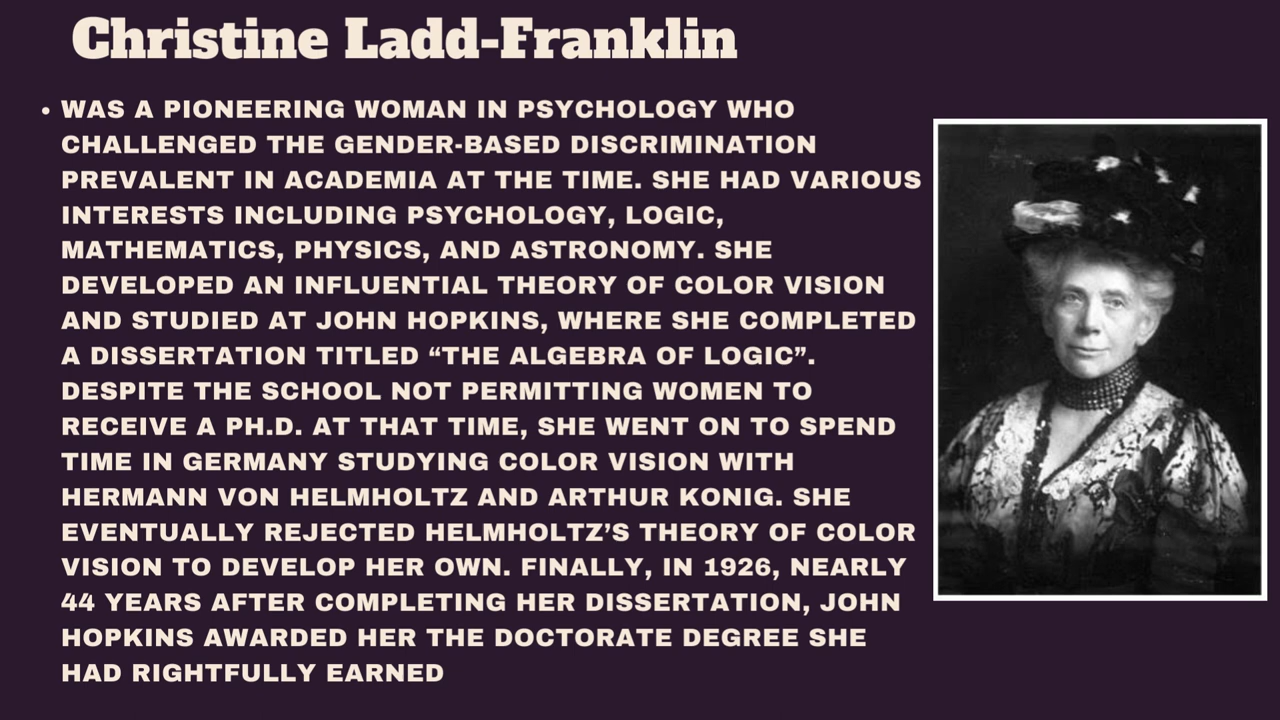 Christine Ladd-Franklin
• WAS A PIONEERING WOMAN IN PSYCHOLOGY WHO
CHALLENGED THE GENDER-BASED DISCRIMINATION
PREVALENT IN ACADEMIA AT THE TIME. SHE HAD VARIOUS
INTERESTS INCLUDING PSYCHOLOGY, LOGIC,
MATHEMATICS, PHYSICS, AND ASTRONOMY. SHE
DEVELOPED AN INFLUENTIAL THEORY OF COLOR VISION
AND STUDIED AT JOHN HOPKINS, WHERE SHE COMPLETED
A DISSERTATION TITLED “THE ALGEBRA OF LOGIC”.
DESPITE THE SCHOOL NOT PERMITTING WOMEN TO
RECEIVE A PH.D. AT THAT TIME, SHE WENT ON TO SPEND
TIME IN GERMANY STUDYING COLOR VISION WITH
HERMANN VON HELMHOLTZ AND ARTHUR KONIG. SHE
EVENTUALLY REJECTED HELMHOLTZ’S THEORY OF COLOR
VISION TO DEVELOP HER OWN. FINALLY, IN 1926, NEARLY
44 YEARS AFTER COMPLETING HER DISSERTATION, JOHN
HOPKINS AWARDED HER THE DOCTORATE DEGREE SHE
HAD RIGHTFULLY EARNED